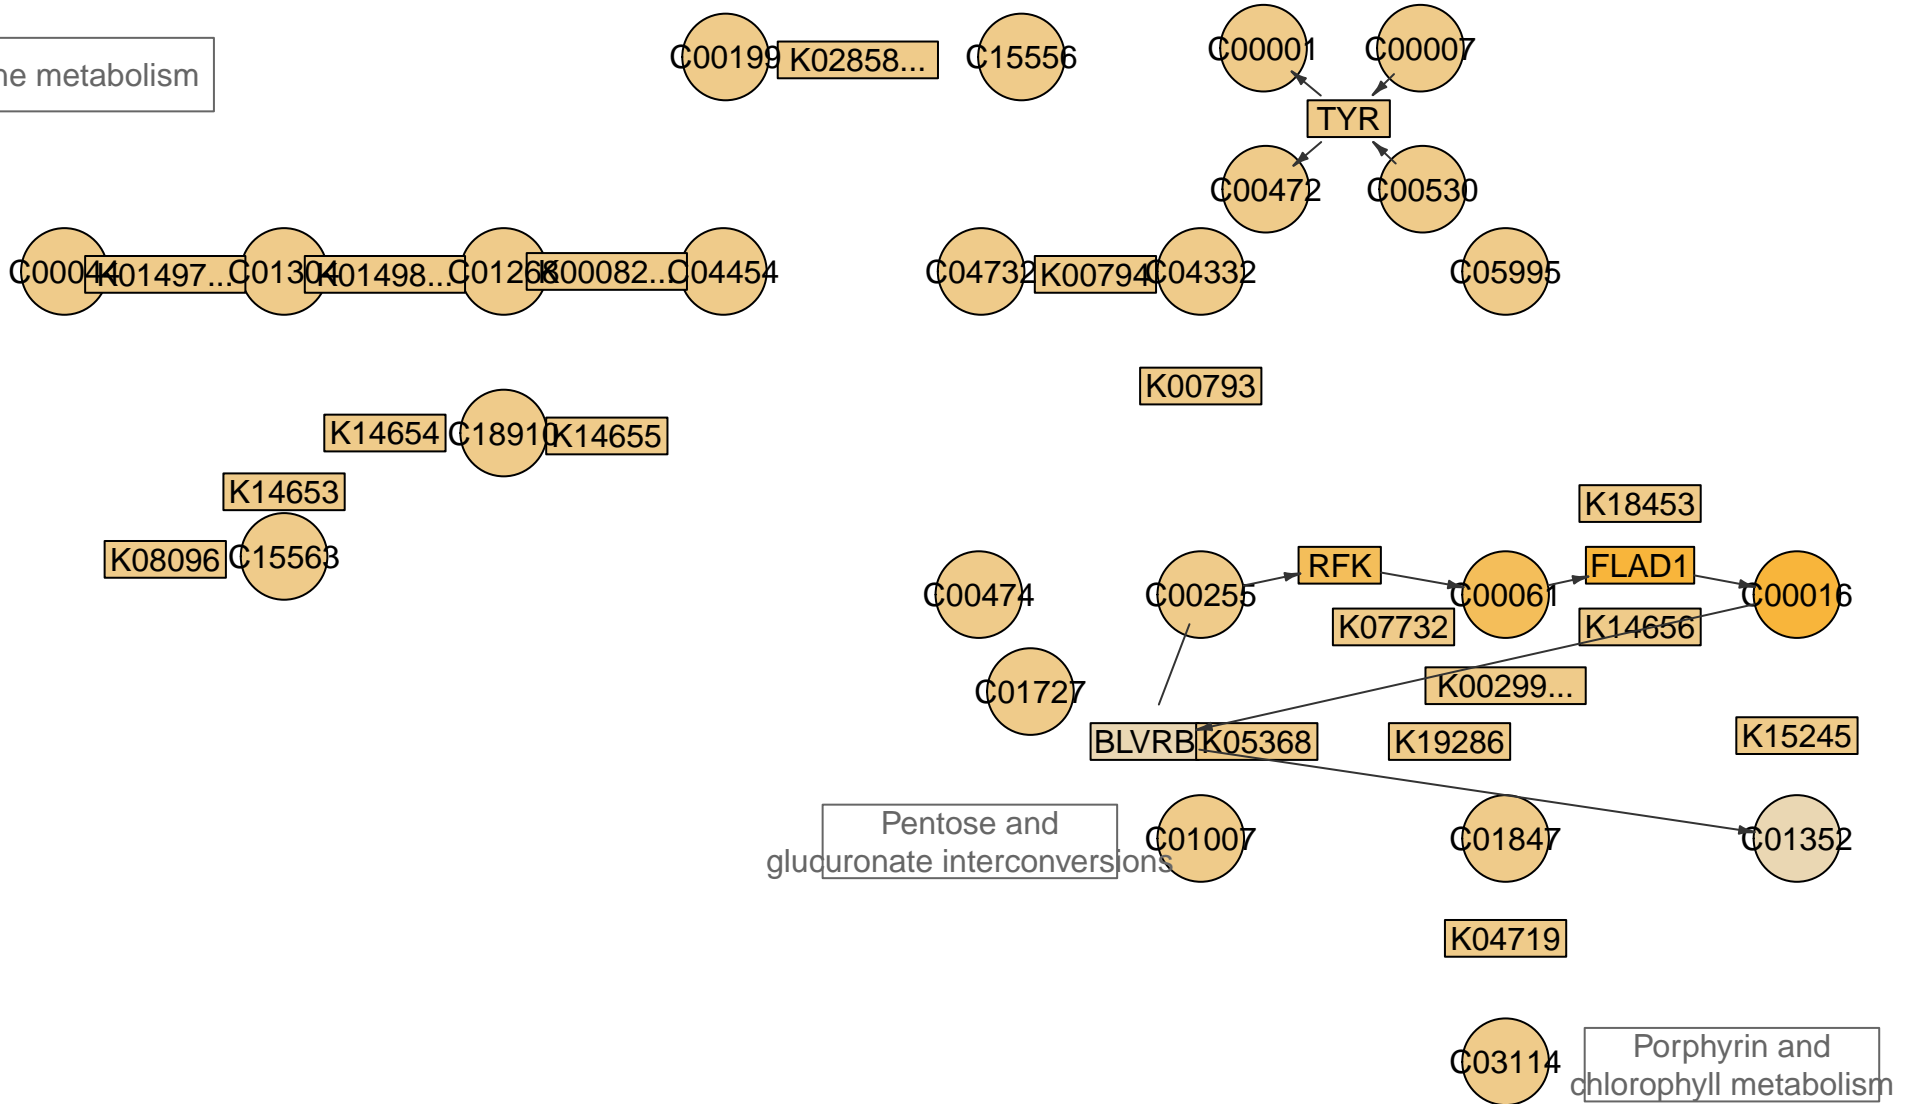 ne metabolism
C00199
K02858...
C15556
C00001
C00007
TYR
C00472
C00530
C00044
K01497...
C01304
K01498...
C01268
K00082...
C04454
C04732
K00794
C04332
C05995
K00793
K14654
C18910
K14655
K14653
K08096
C15563
K18453
C00474
C00255
RFK
C00061
FLAD1
C00016
K07732
K14656
C01727
K00299...
BLVRB
K05368
K19286
K15245
Pentose and
glucuronate interconversions
C01007
C01847
C01352
K04719
C03114
Porphyrin and
chlorophyll metabolism